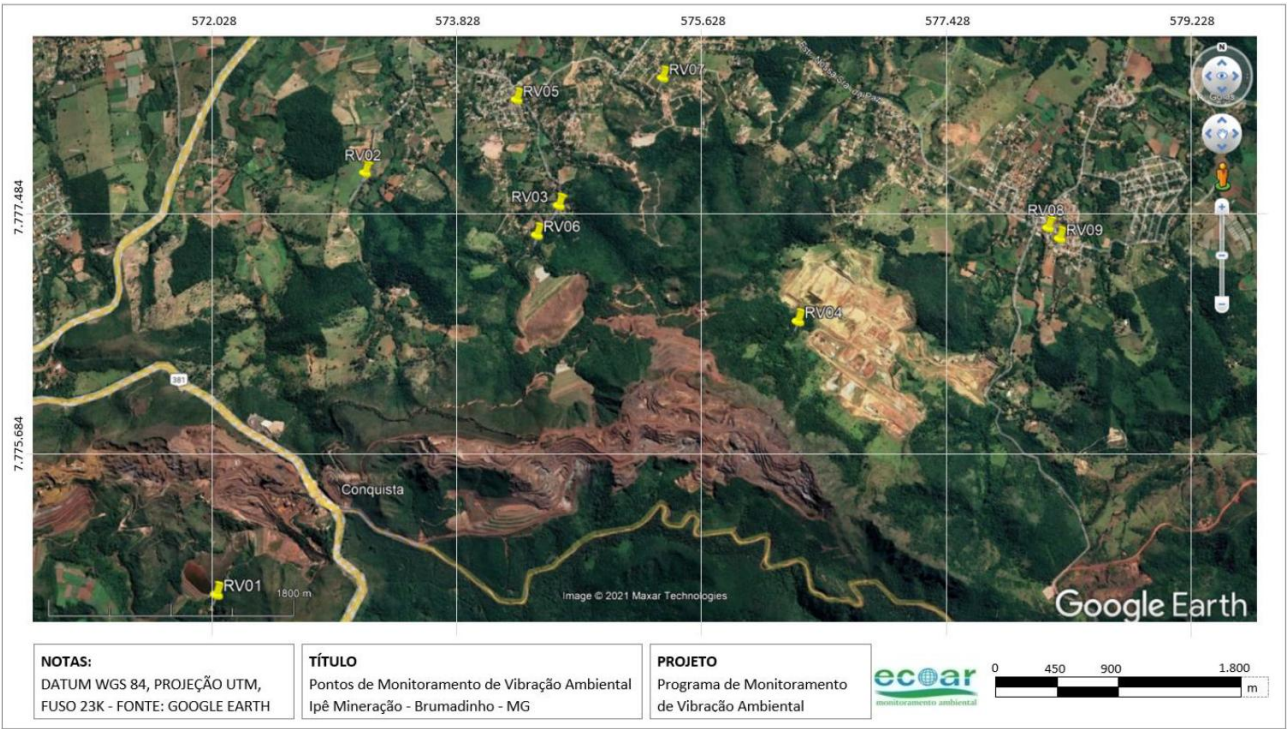 572.028
573.828
575.628
577.428
579.228
7.777.484
7.775.684
RV07
RV05
RV02
RV03
RV06
RV08
RV09
RV04
381
Conquista
RV01
1800 m
Image © 2021 Maxar Technologies
Google Earth
N
NOTAS:
DATUM WGS 84, PROJEÇÃO UTM,
FUSO 23K - FONTE: GOOGLE EARTH
TÍTULO
Pontos de Monitoramento de Vibração Ambiental
Ipê Mineração - Brumadinho - MG
PROJETO
Programa de Monitoramento
de Vibração Ambiental
ecoar
monitoramento ambiental
0 450 900 1.800
m